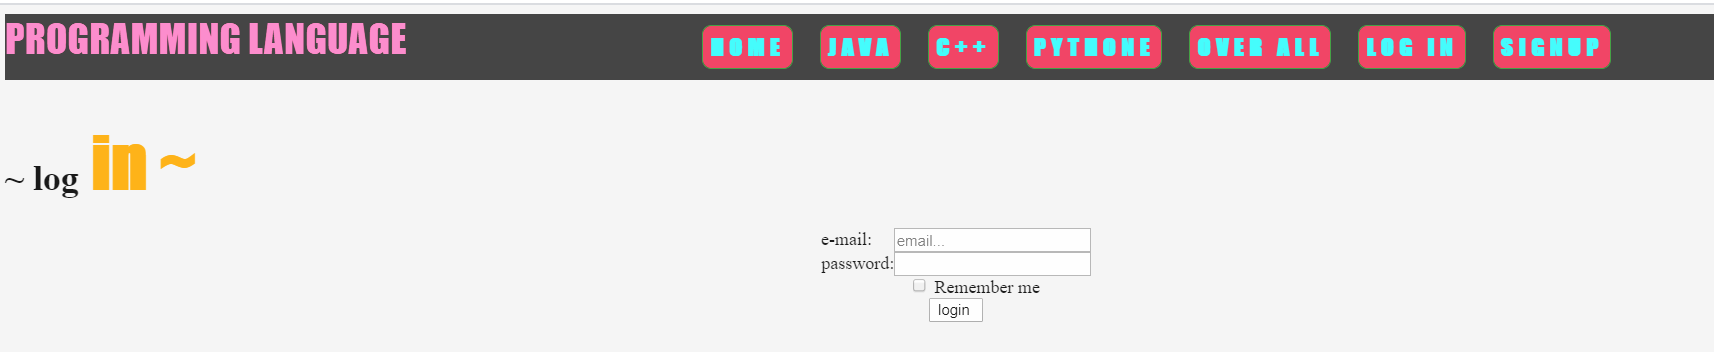 PROGRAMMING LANGUAGE HOME JAVA C++ PYTHONE OVER ALL LOG IN SIGNUP
~ log in ~
e-mail: email...
password:
Remember me
login